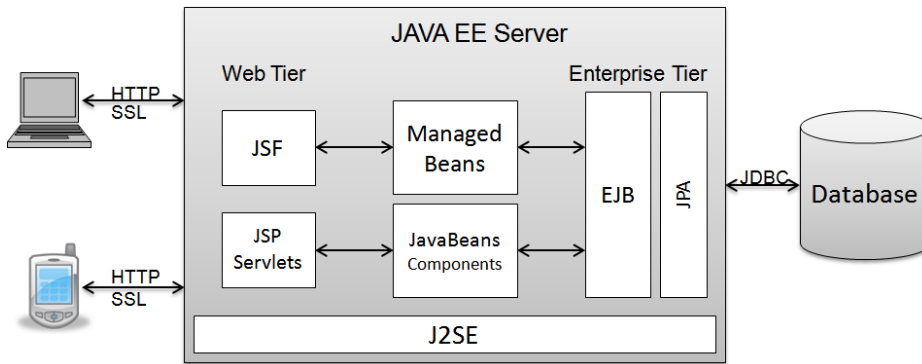 JAVA EE Server
Web Tier
Enterprise Tier
HTTP
SSL
JSF
Managed
Beans
EJB
JPA
JDBC
Database
JSP
Servlets
JavaBeans
Components
HTTP
SSL
J2SE